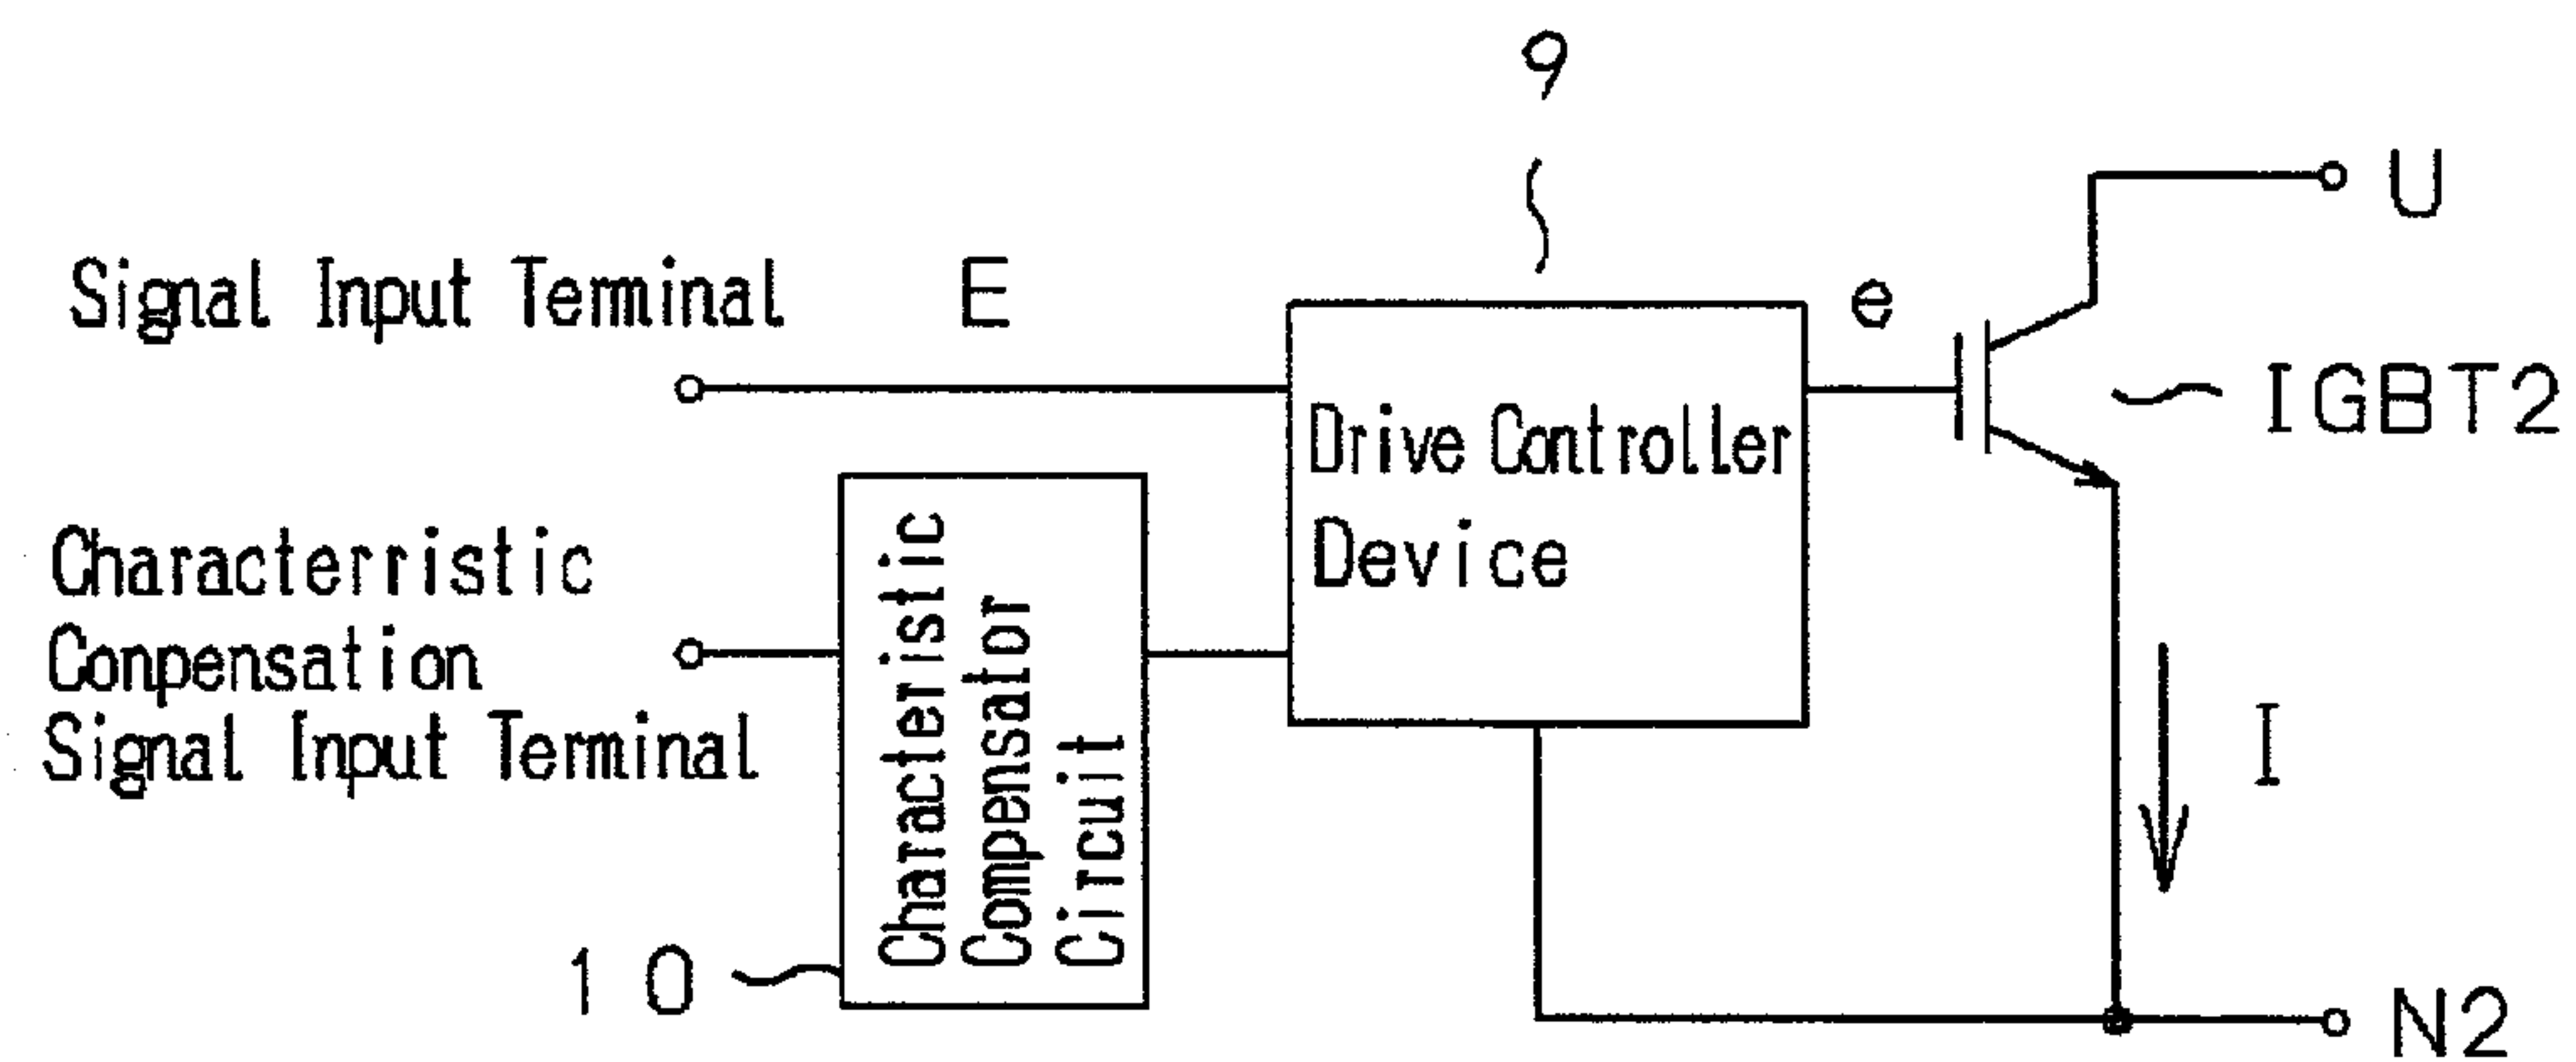 9
U
Signal Input Terminal E
e
IGBT2
Drive Controller
Device
Characterristic
Conpensation
Signal Input Terminal
Characteristic
Compensator
Circuit
I
10
N2